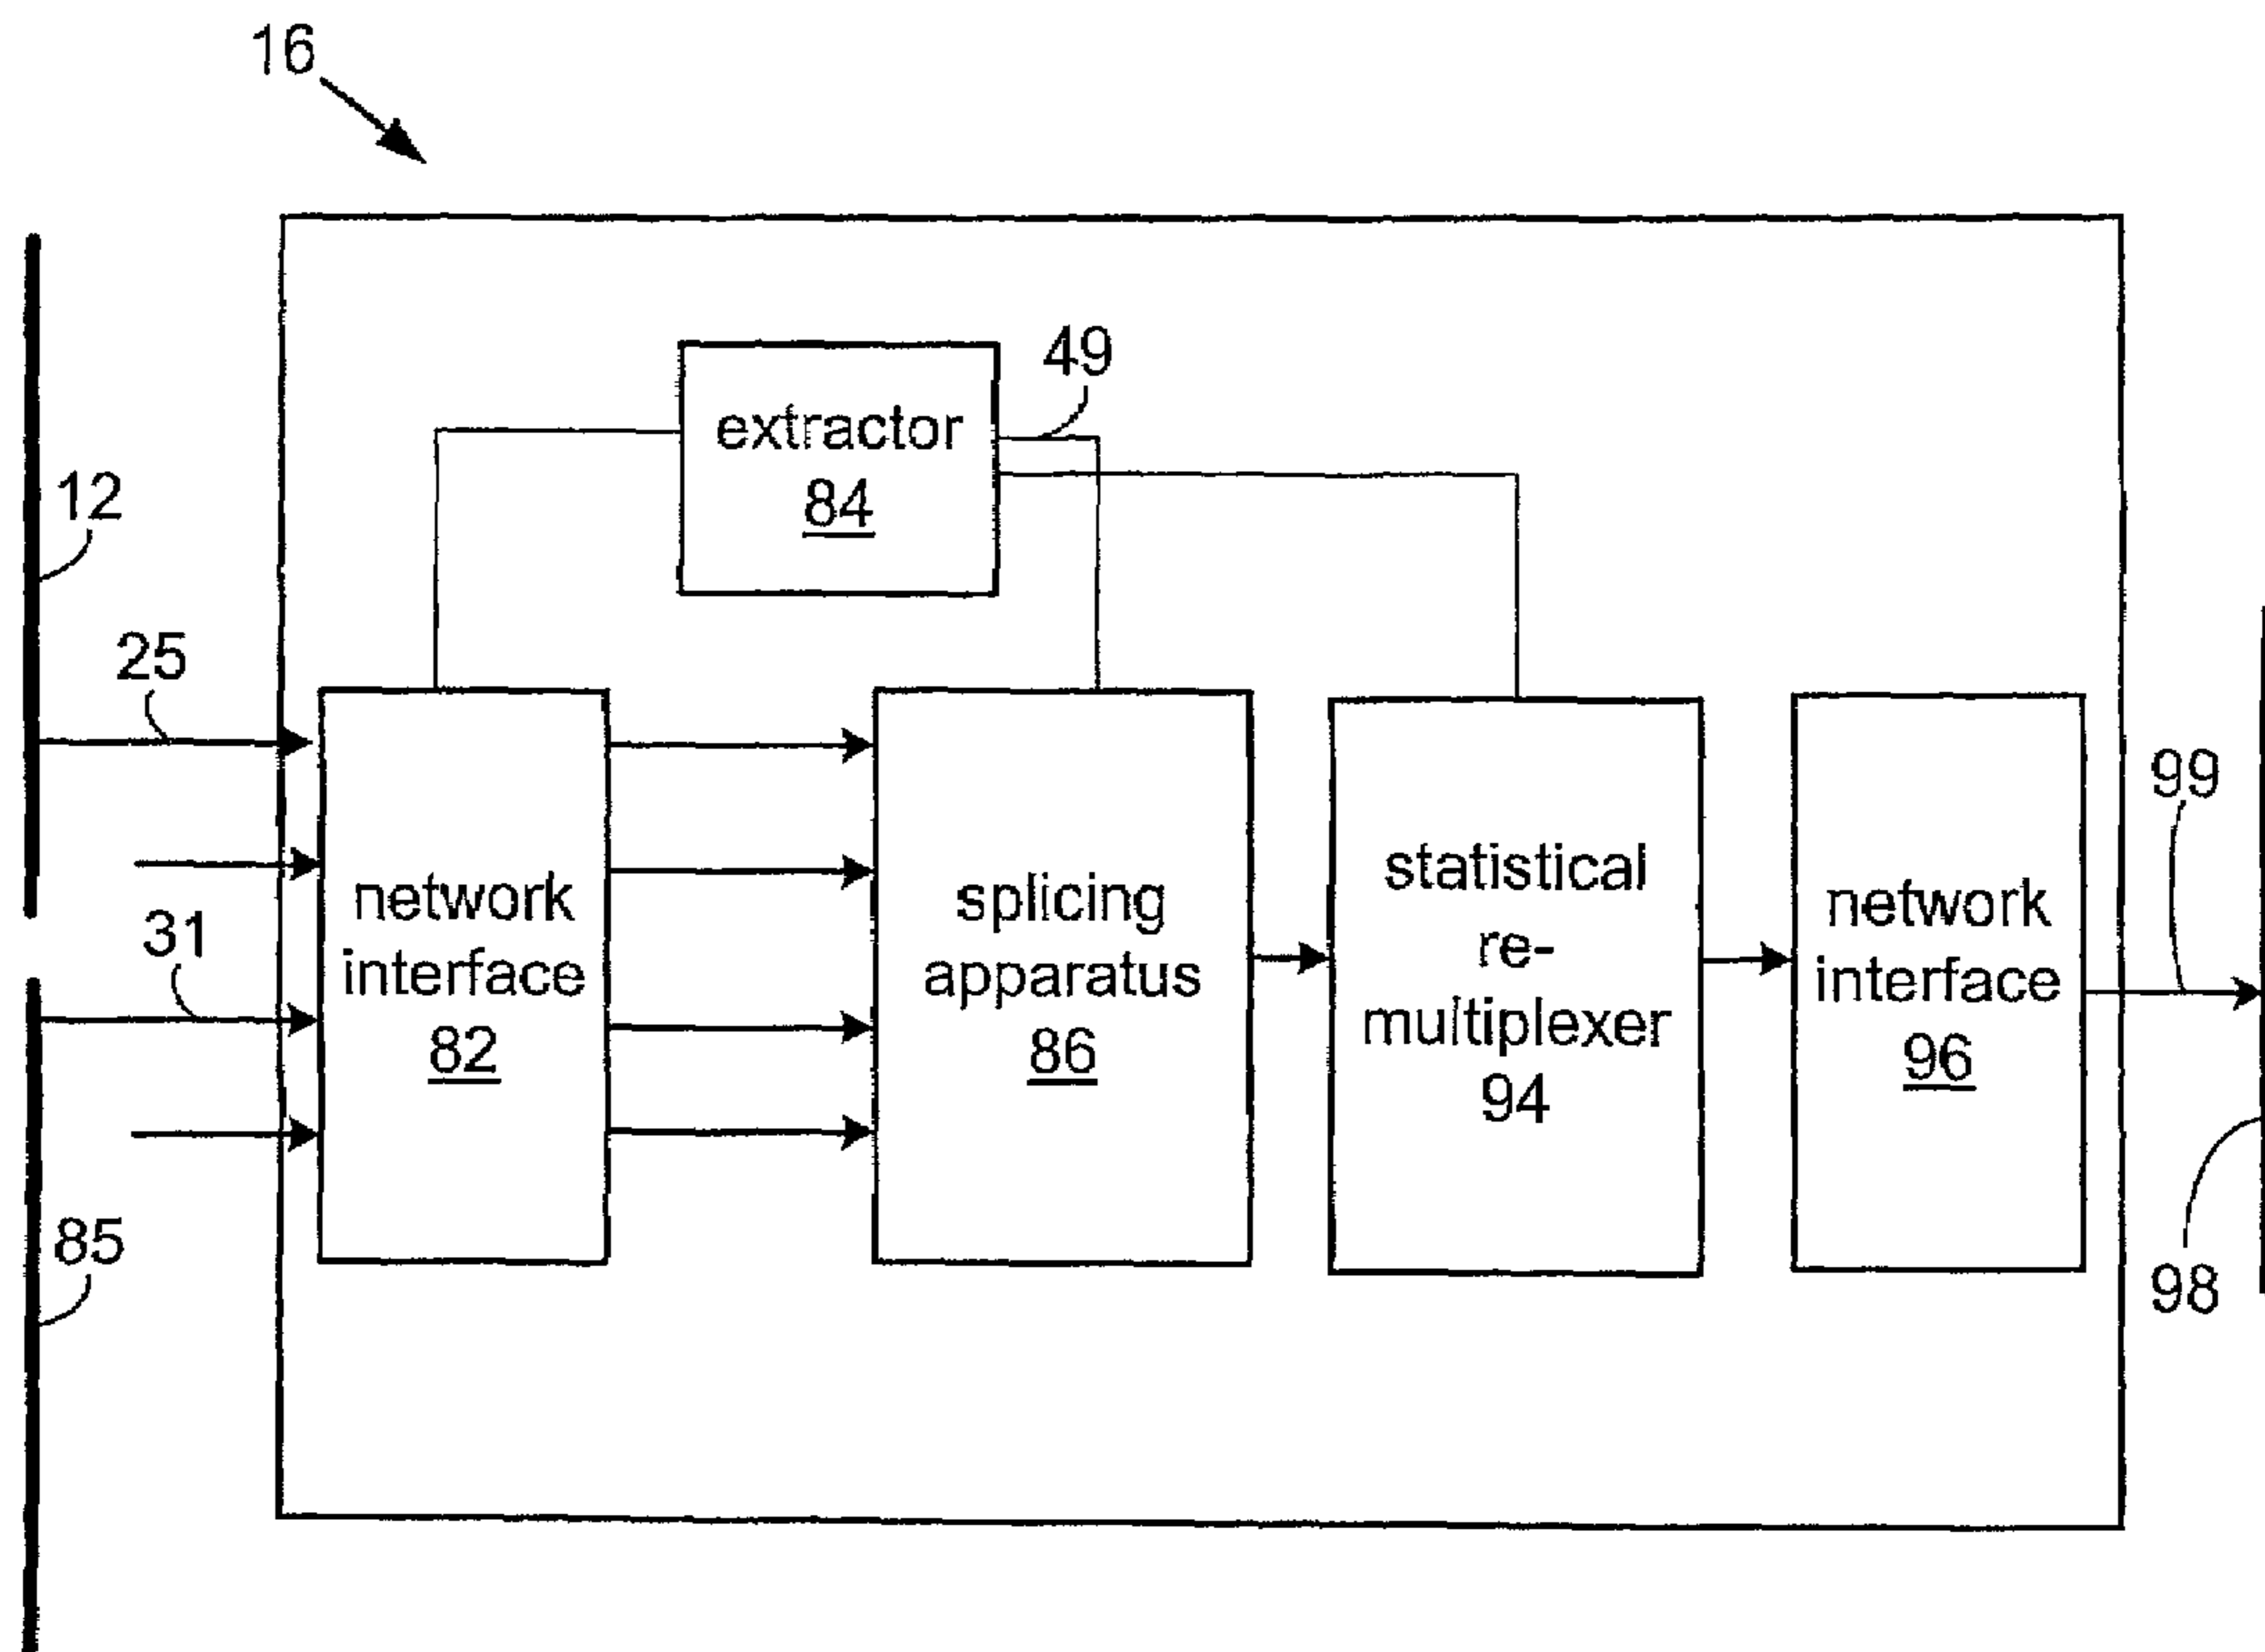 16
49
extractor
84
12
25
31
85
network
interface
82
splicing
apparatus
86
statistical
re-
multiplexer
94
network
interface
96
99
98